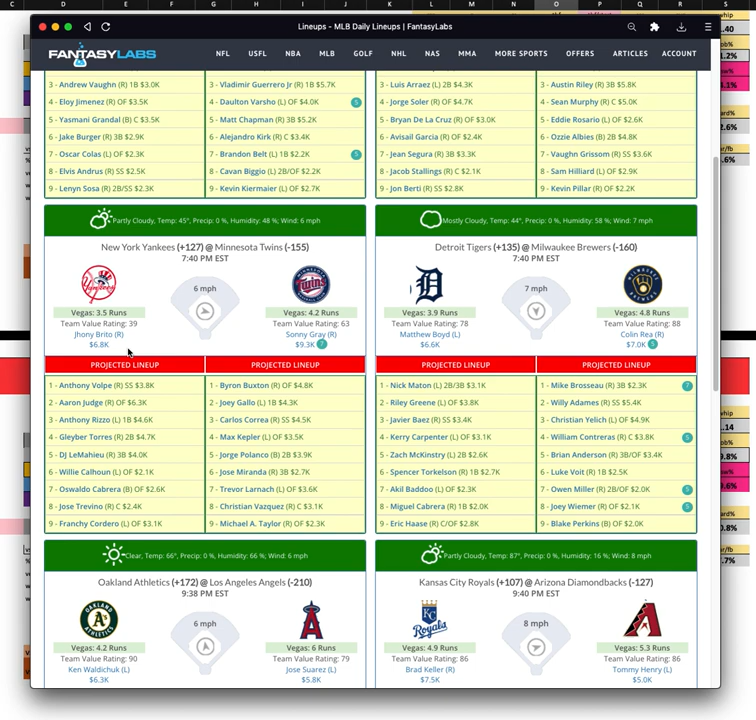 Lineups - MLB Daily Lineups | FantasyLabs
FANTASYLABS
NFL USFL NBA MLB GOLF NHL NAS MMA MORE SPORTS OFFERS ARTICLES ACCOUNT
3 - Andrew Vaughn (R) 1B $3.0K
4 - Eloy Jimenez (R) OF $3.5K
5 - Yasmani Grandal (B) C $3.5K
6 - Jake Burger (R) 3B $2.9K
7 - Oscar Colas (L) OF $2.3K
8 - Elvis Andrus (R) SS $2.5K
9 - Lenyn Sosa (R) 2B/SS $2.3K
3 - Vladimir Guerrero Jr (R) 1B $5.7K
4 - Daulton Varsho (L) OF $4.0K 5
5 - Matt Chapman (R) 3B $5.2K
6 - Alejandro Kirk (R) C $3.4K
7 - Brandon Belt (L) 1B $2.2K 5
8 - Cavan Biggio (L) 2B/OF $2.2K
9 - Kevin Kiermaier (L) OF $2.7K
3 - Luis Arraez (L) 2B $4.3K
4 - Jorge Soler (R) OF $4.7K
5 - Bryan De La Cruz (R) OF $3.0K
6 - Avisail Garcia (R) OF $2.4K
7 - Jean Segura (R) 3B $3.3K
8 - Jacob Stallings (R) C $2.1K
9 - Jon Berti (R) SS $2.8K
3 - Austin Riley (R) 3B $5.8K
4 - Sean Murphy (R) C $5.0K
5 - Eddie Rosario (L) OF $2.6K
6 - Ozzie Albies (B) 2B $4.8K
7 - Vaughn Grissom (R) SS $3.6K
8 - Sam Hilliard (L) OF $2.9K
9 - Kevin Pillar (R) OF $2.2K
Partly Cloudy, Temp: 45°, Precip: 0 %, Humidity: 48 %; Wind: 6 mph
New York Yankees (+127) @ Minnesota Twins (-155)
7:40 PM EST
6 mph
Vegas: 3.5 Runs
Team Value Rating: 39
Jhony Brito (R)
$6.8K
Vegas: 4.2 Runs
Team Value Rating: 63
Sonny Gray (R)
$9.3K 7
PROJECTED LINEUP PROJECTED LINEUP
1 - Anthony Volpe (R) SS $3.8K
2 - Aaron Judge (R) OF $6.3K
3 - Anthony Rizzo (L) 1B $4.6K
4 - Gleyber Torres (R) 2B $4.7K
5 - DJ LeMahieu (R) 3B $4.0K
6 - Willie Calhoun (L) OF $2.1K
7 - Oswaldo Cabrera (B) OF $2.6K
8 - Jose Trevino (R) C $2.4K
9 - Franchy Cordero (L) OF $3.1K
1 - Byron Buxton (R) OF $4.8K
2 - Joey Gallo (L) 1B $4.3K
3 - Carlos Correa (R) SS $4.5K
4 - Max Kepler (L) OF $3.5K
5 - Jorge Polanco (B) 2B $3.9K
6 - Jose Miranda (R) 3B $2.7K
7 - Trevor Larnach (L) OF $3.6K
8 - Christian Vazquez (R) C $3.1K
9 - Michael A. Taylor (R) OF $2.3K
Mostly Cloudy, Temp: 44°, Precip: 0 %, Humidity: 58 %; Wind: 7 mph
Detroit Tigers (+135) @ Milwaukee Brewers (-160)
7:40 PM EST
7 mph
Vegas: 3.9 Runs
Team Value Rating: 78
Matthew Boyd (L)
$6.6K
Vegas: 4.8 Runs
Team Value Rating: 88
Colin Rea (R)
$7.0K 5
PROJECTED LINEUP PROJECTED LINEUP
1 - Nick Maton (L) 2B/3B $3.1K
2 - Riley Greene (L) OF $3.8K
3 - Javier Baez (R) SS $3.4K
4 - Kerry Carpenter (L) OF $3.1K
5 - Zach McKinstry (L) 2B $2.6K
6 - Spencer Torkelson (R) 1B $2.7K
7 - Akil Baddoo (L) OF $2.3K
8 - Miguel Cabrera (R) 1B $2.0K
9 - Eric Haase (R) C/OF $2.8K
1 - Mike Brosseau (R) 3B $2.3K 7
2 - Willy Adames (R) SS $5.4K
3 - Christian Yelich (L) OF $4.9K
4 - William Contreras (R) C $3.8K 5
5 - Brian Anderson (R) 3B/OF $3.4K
6 - Luke Voit (R) 1B $2.5K
7 - Owen Miller (R) 2B/OF $2.0K 5
8 - Joey Wiemer (R) OF $2.1K 5
9 - Blake Perkins (B) OF $2.0K
Clear, Temp: 66°, Precip: 0 %, Humidity: 66 %; Wind: 6 mph
Oakland Athletics (+172) @ Los Angeles Angels (-210)
9:38 PM EST
6 mph
Vegas: 4.2 Runs
Team Value Rating: 90
Ken Waldichuk (L)
$6.3K
Vegas: 6 Runs
Team Value Rating: 79
Jose Suarez (L)
$5.8K
Partly Cloudy, Temp: 87°, Precip: 0 %, Humidity: 16 %; Wind: 8 mph
Kansas City Royals (+107) @ Arizona Diamondbacks (-127)
9:40 PM EST
8 mph
Vegas: 4.9 Runs
Team Value Rating: 86
Brad Keller (R)
$7.5K
Vegas: 5.3 Runs
Team Value Rating: 86
Tommy Henry (L)
$5.0K